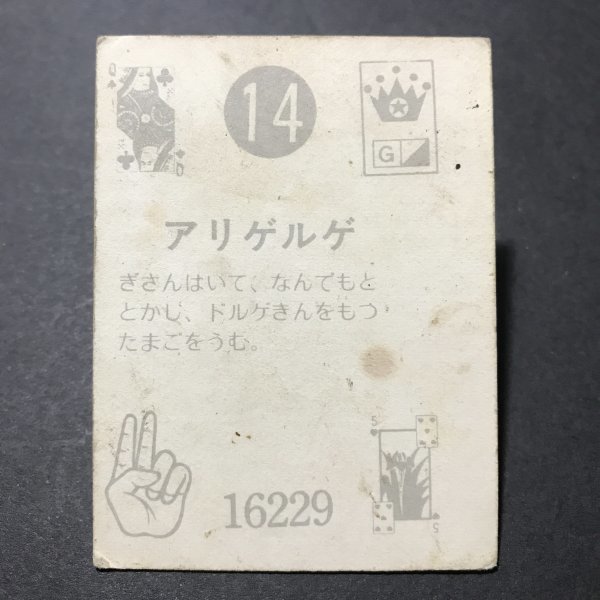 Q
14
G
Q
アリゲルゲ
ぎさんはいて、なんでもと
とかし、ドルゲきんをもつ
たまごをうむ。
S
16229
S